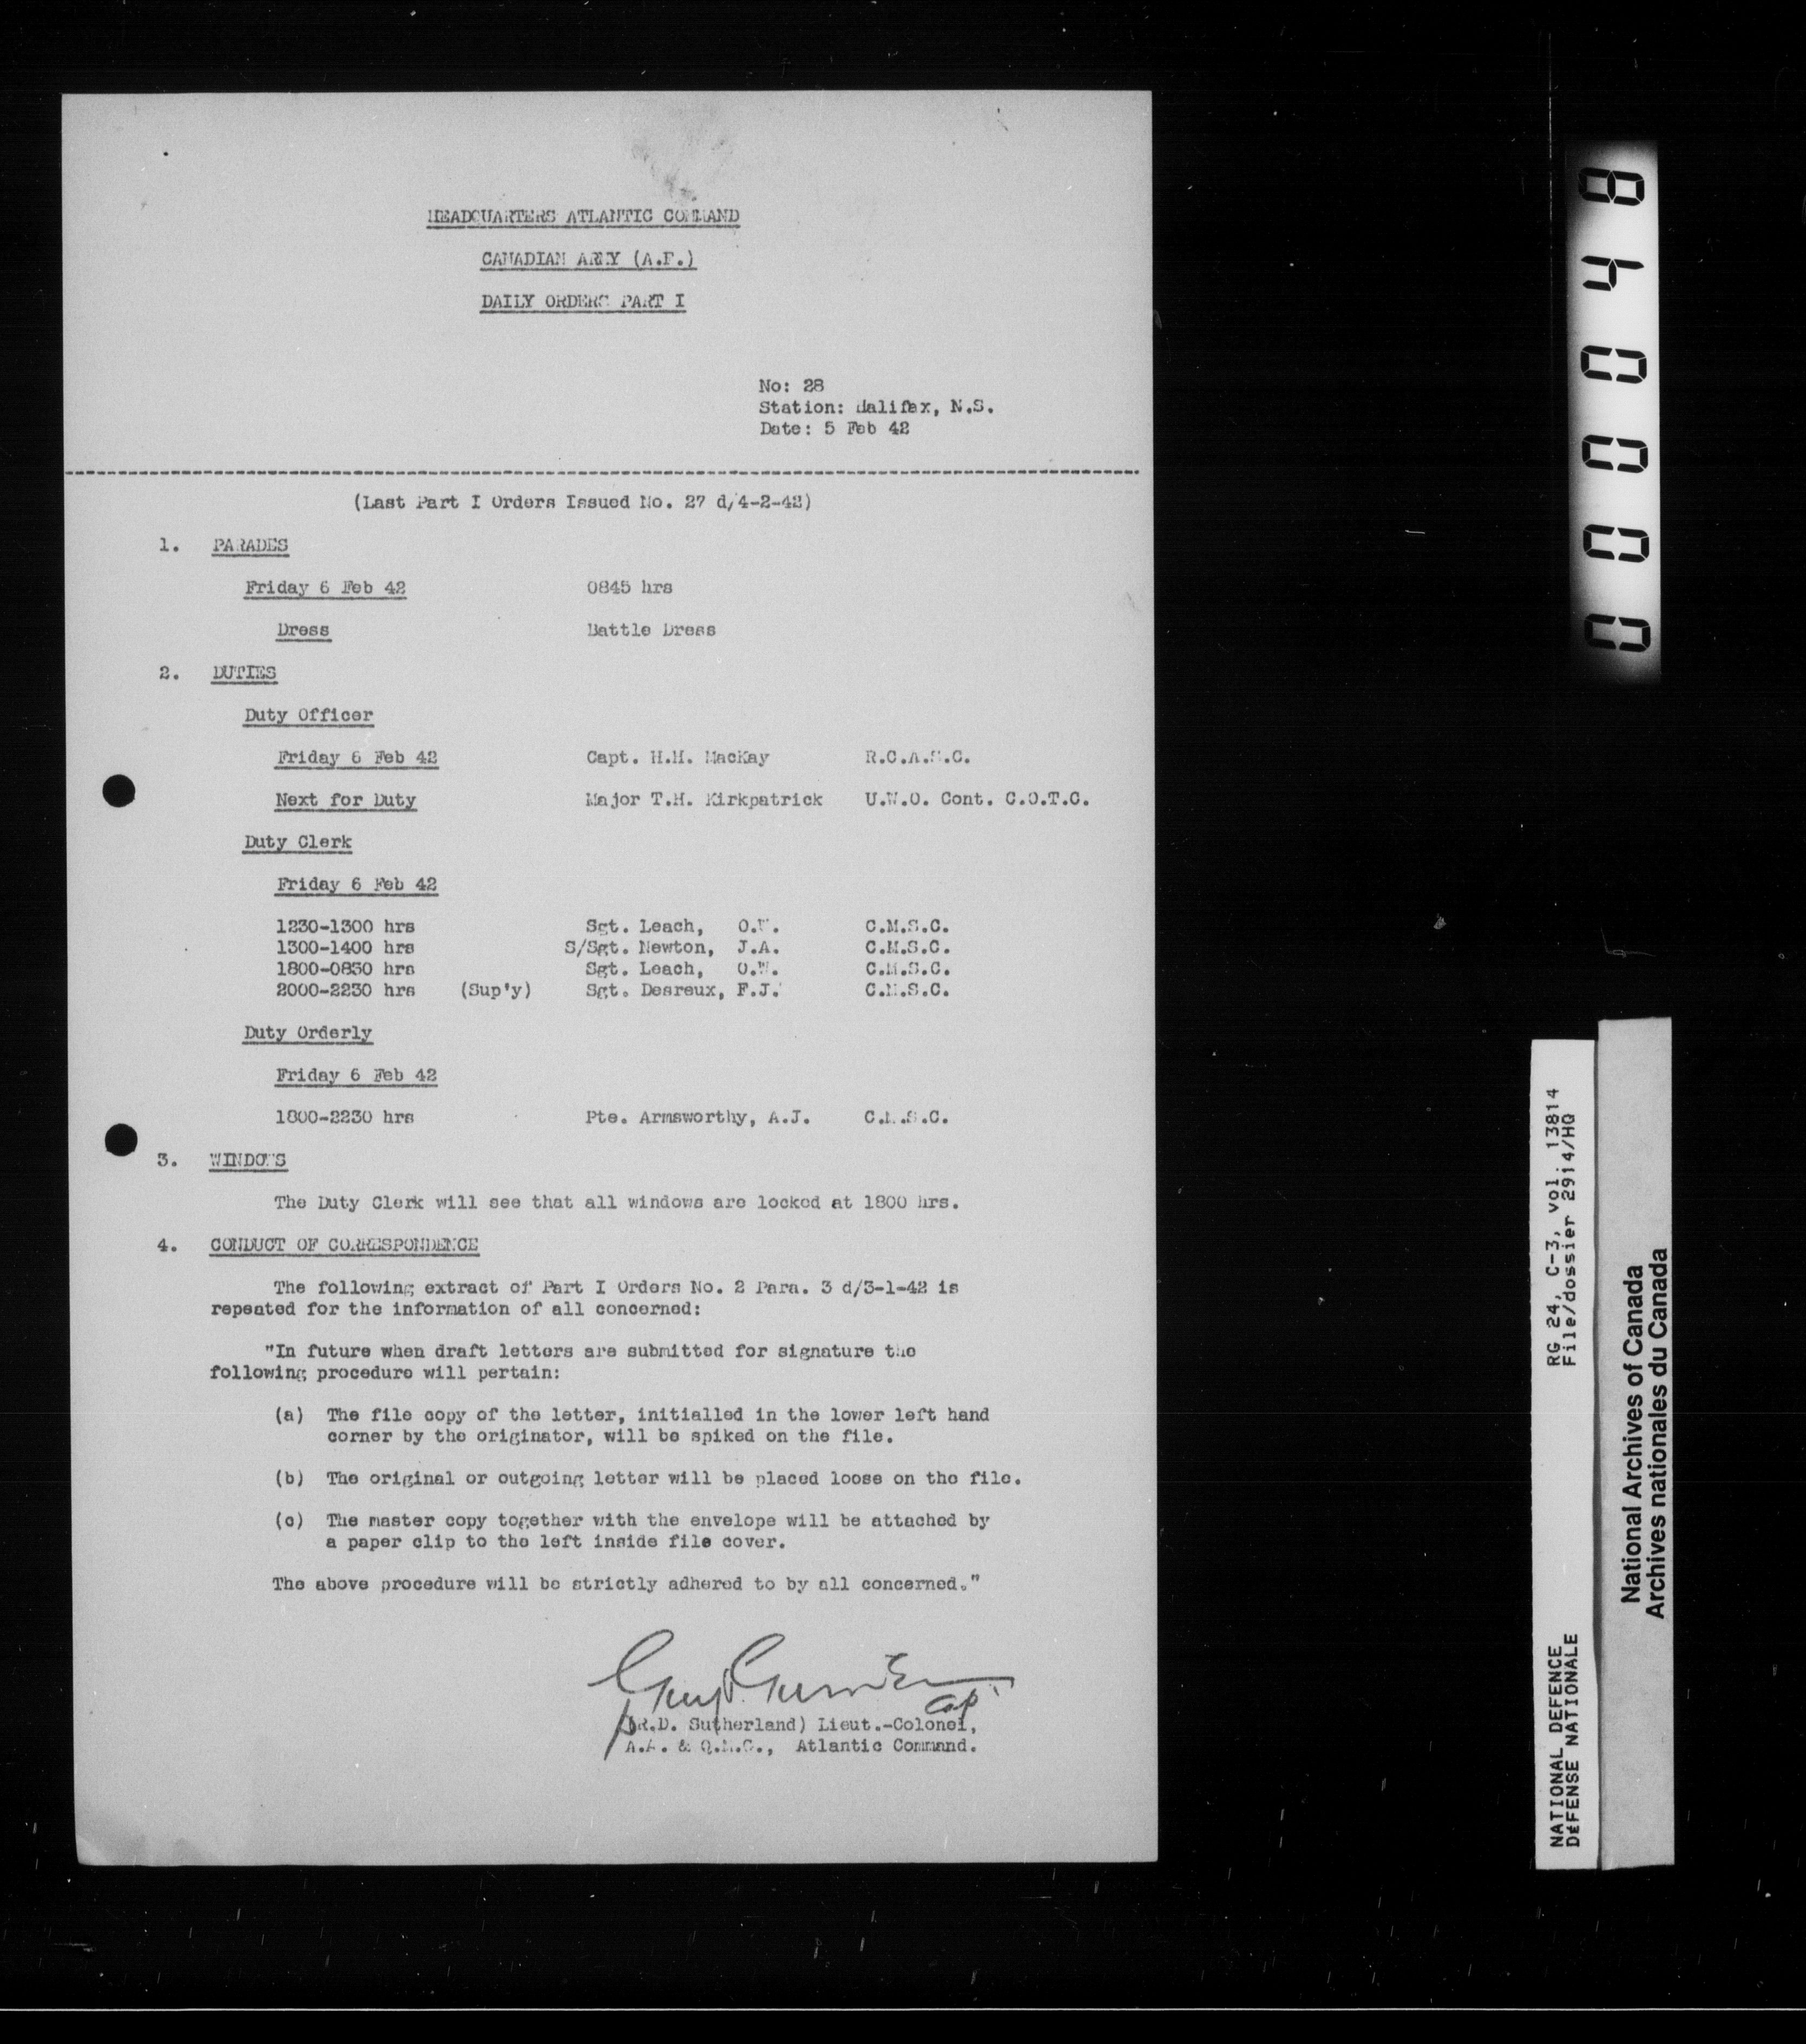 HEADQUARTERS ATLANTIC COMMAND
CANADIAN ARMY (A.F.)
DAILY ORDERS PART I
No: 28
Station: Halifax, N.S.
Date: 5 Feb 42
(Last Part I Orders Issued No. 27 d/4-2-42)
1. PARADES
Friday 6 Feb 42 0845 hrs
Dress Battle Dress
2. DUTIES
Duty Officer
Friday 6 Feb 42 Capt. H.H. MacKay R.C.A.S.C.
Next for Duty Major T.H. Kirkpatrick U.W.O. Cont. C.O.T.C.
Duty Clerk
Friday 6 Feb 42
1230-1300 hrs Sgt. Leach, O.W. C.M.S.C.
1300-1400 hrs S/Sgt. Newton, J.A. C.M.S.C.
1800-0830 hrs Sgt. Leach, O.W. C.M.S.C.
2000-2230 hrs (Sup'y) Sgt. Desreux, F.J. C.M.S.C.
Duty Orderly
Friday 6 Feb 42
1800-2230 hrs Pte. Armsworthy, A.J. C.M.S.C.
3. WINDOWS
The Duty Clerk will see that all windows are locked at 1800 hrs.
4. CONDUCT OF CORRESPONDENCE
The following extract of Part I Orders No. 2 Para. 3 d/3-1-42 is
repeated for the information of all concerned:
"In future when draft letters are submitted for signature the
following procedure will pertain:
(a) The file copy of the letter, initialled in the lower left hand
corner by the originator, will be spiked on the file.
(b) The original or outgoing letter will be placed loose on the file.
(c) The master copy together with the envelope will be attached by
a paper clip to the left inside file cover.
The above procedure will be strictly adhered to by all concerned."
(R.D. Sutherland) Lieut.-Colonel,
A.A. & Q.M.G., Atlantic Command.
000048
RG 24, C-3, vol. 13814
File/dossier 2914/HQ
NATIONAL DEFENCE
DÉFENSE NATIONALE
National Archives of Canada
Archives nationales du Canada